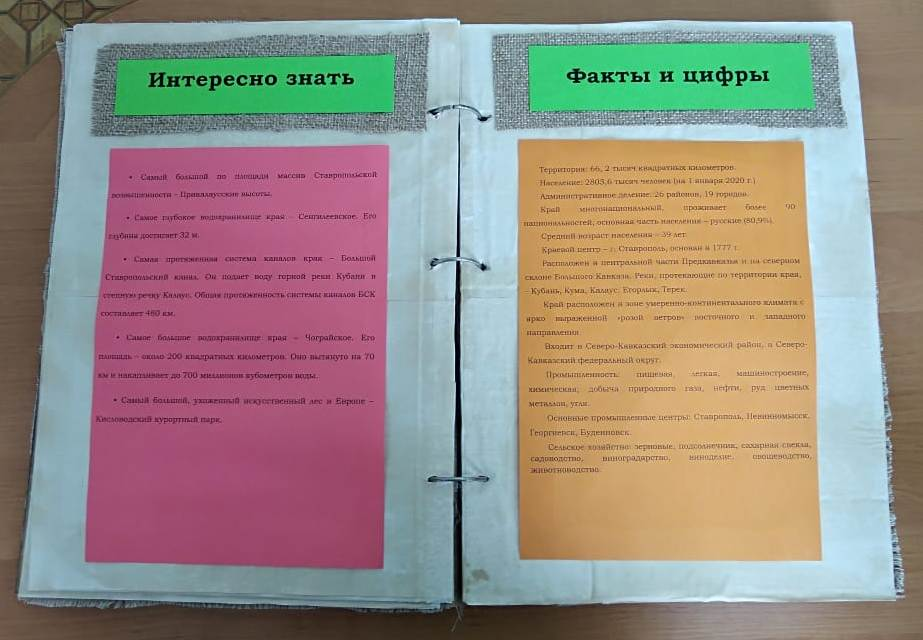 Интересно знать
• Самый большой по площади массив Ставропольской
возвышенности – Прикалаусские высоты.
• Самое глубокое водохранилище края – Сенгилеевское. Его
глубина достигает 32 м.
• Самая протяженная система каналов края – Большой
Ставропольский канал. Он подает воду горной реки Кубани в
степную речку Калаус. Общая протяженность системы каналов БСК
составляет 460 км.
• Самое большое водохранилище края – Чограйское. Его
площадь – около 200 квадратных километров. Оно вытянуто на 70
км и накапливает до 700 миллионов кубометров воды.
• Самый большой, ухоженный искусственный лес в Европе –
Кисловодский курортный парк.
Факты и цифры
Территория: 66, 2 тысяч квадратных километров.
Население: 2803,6 тысяч человек (на 1 января 2020 г.)
Административное деление: 26 районов, 19 городов.
Край многонациональный, проживает более 90
национальностей, основная часть населения – русские (80,9%).
Средний возраст населения – 39 лет.
Краевой центр – г. Ставрополь, основан в 1777 г.
Расположен в центральной части Предкавказья и на северном
склоне Большого Кавказа. Реки, протекающие по территории края,
– Кубань, Кума, Калаус, Егорлык, Терек.
Край расположен в зоне умеренно-континентального климата с
ярко выраженной «розой ветров» восточного и западного
направления.
Входит в Северо-Кавказский экономический район, в Северо-
Кавказский федеральный округ.
Промышленность: пищевая, легкая, машиностроение,
химическая, добыча природного газа, нефти, руд цветных
металлов, угля.
Основные промышленные центры: Ставрополь, Невинномысск,
Георгиевск, Буденновск.
Сельское хозяйство: зерновые, подсолнечник, сахарная свекла,
садоводство, виноградарство, виноделие, овощеводство,
животноводство.